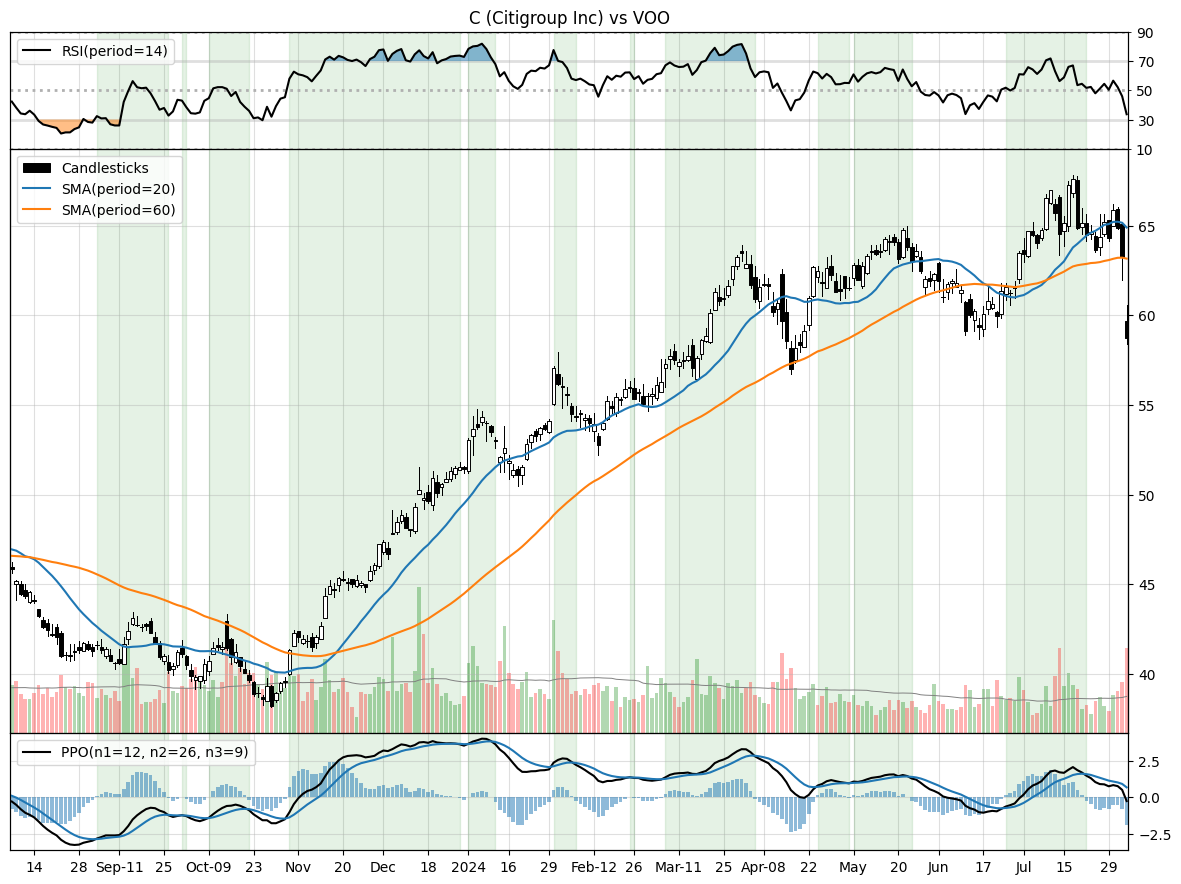 C (Citigroup Inc) vs VOO
RSI(period=14)
90
70
50
30
10
Candlesticks
SMA(period=20)
SMA(period=60)
65
60
55
50
45
40
PPO(n1=12, n2=26, n3=9)
2.5
0.0
−2.5
14 28 Sep-11 25 Oct-09 23 Nov 20 Dec 18 2024 16 29 Feb-12 26 Mar-11 25 Apr-08 22 May 20 Jun 17 Jul 15 29